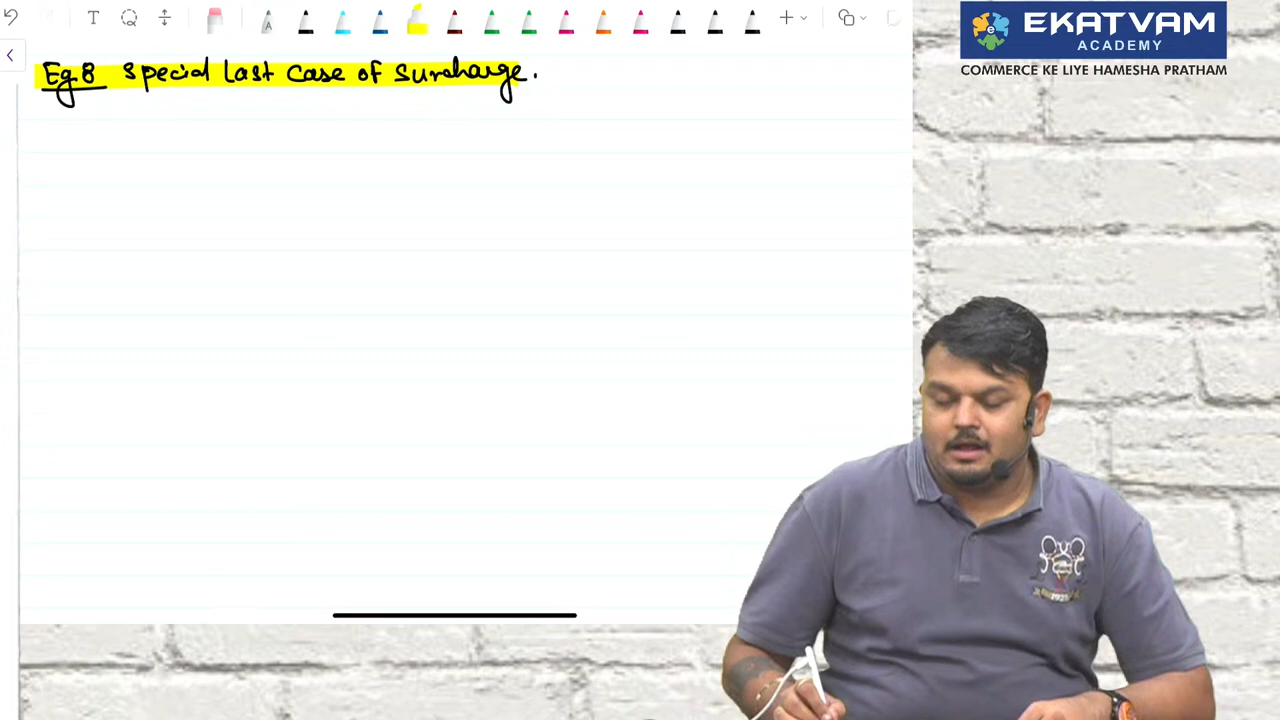 EKATVAM
ACADEMY
COMMERCE KE LIYE HAMESHA PRATHAM
Eg.8 Special Last Case of Surcharge.